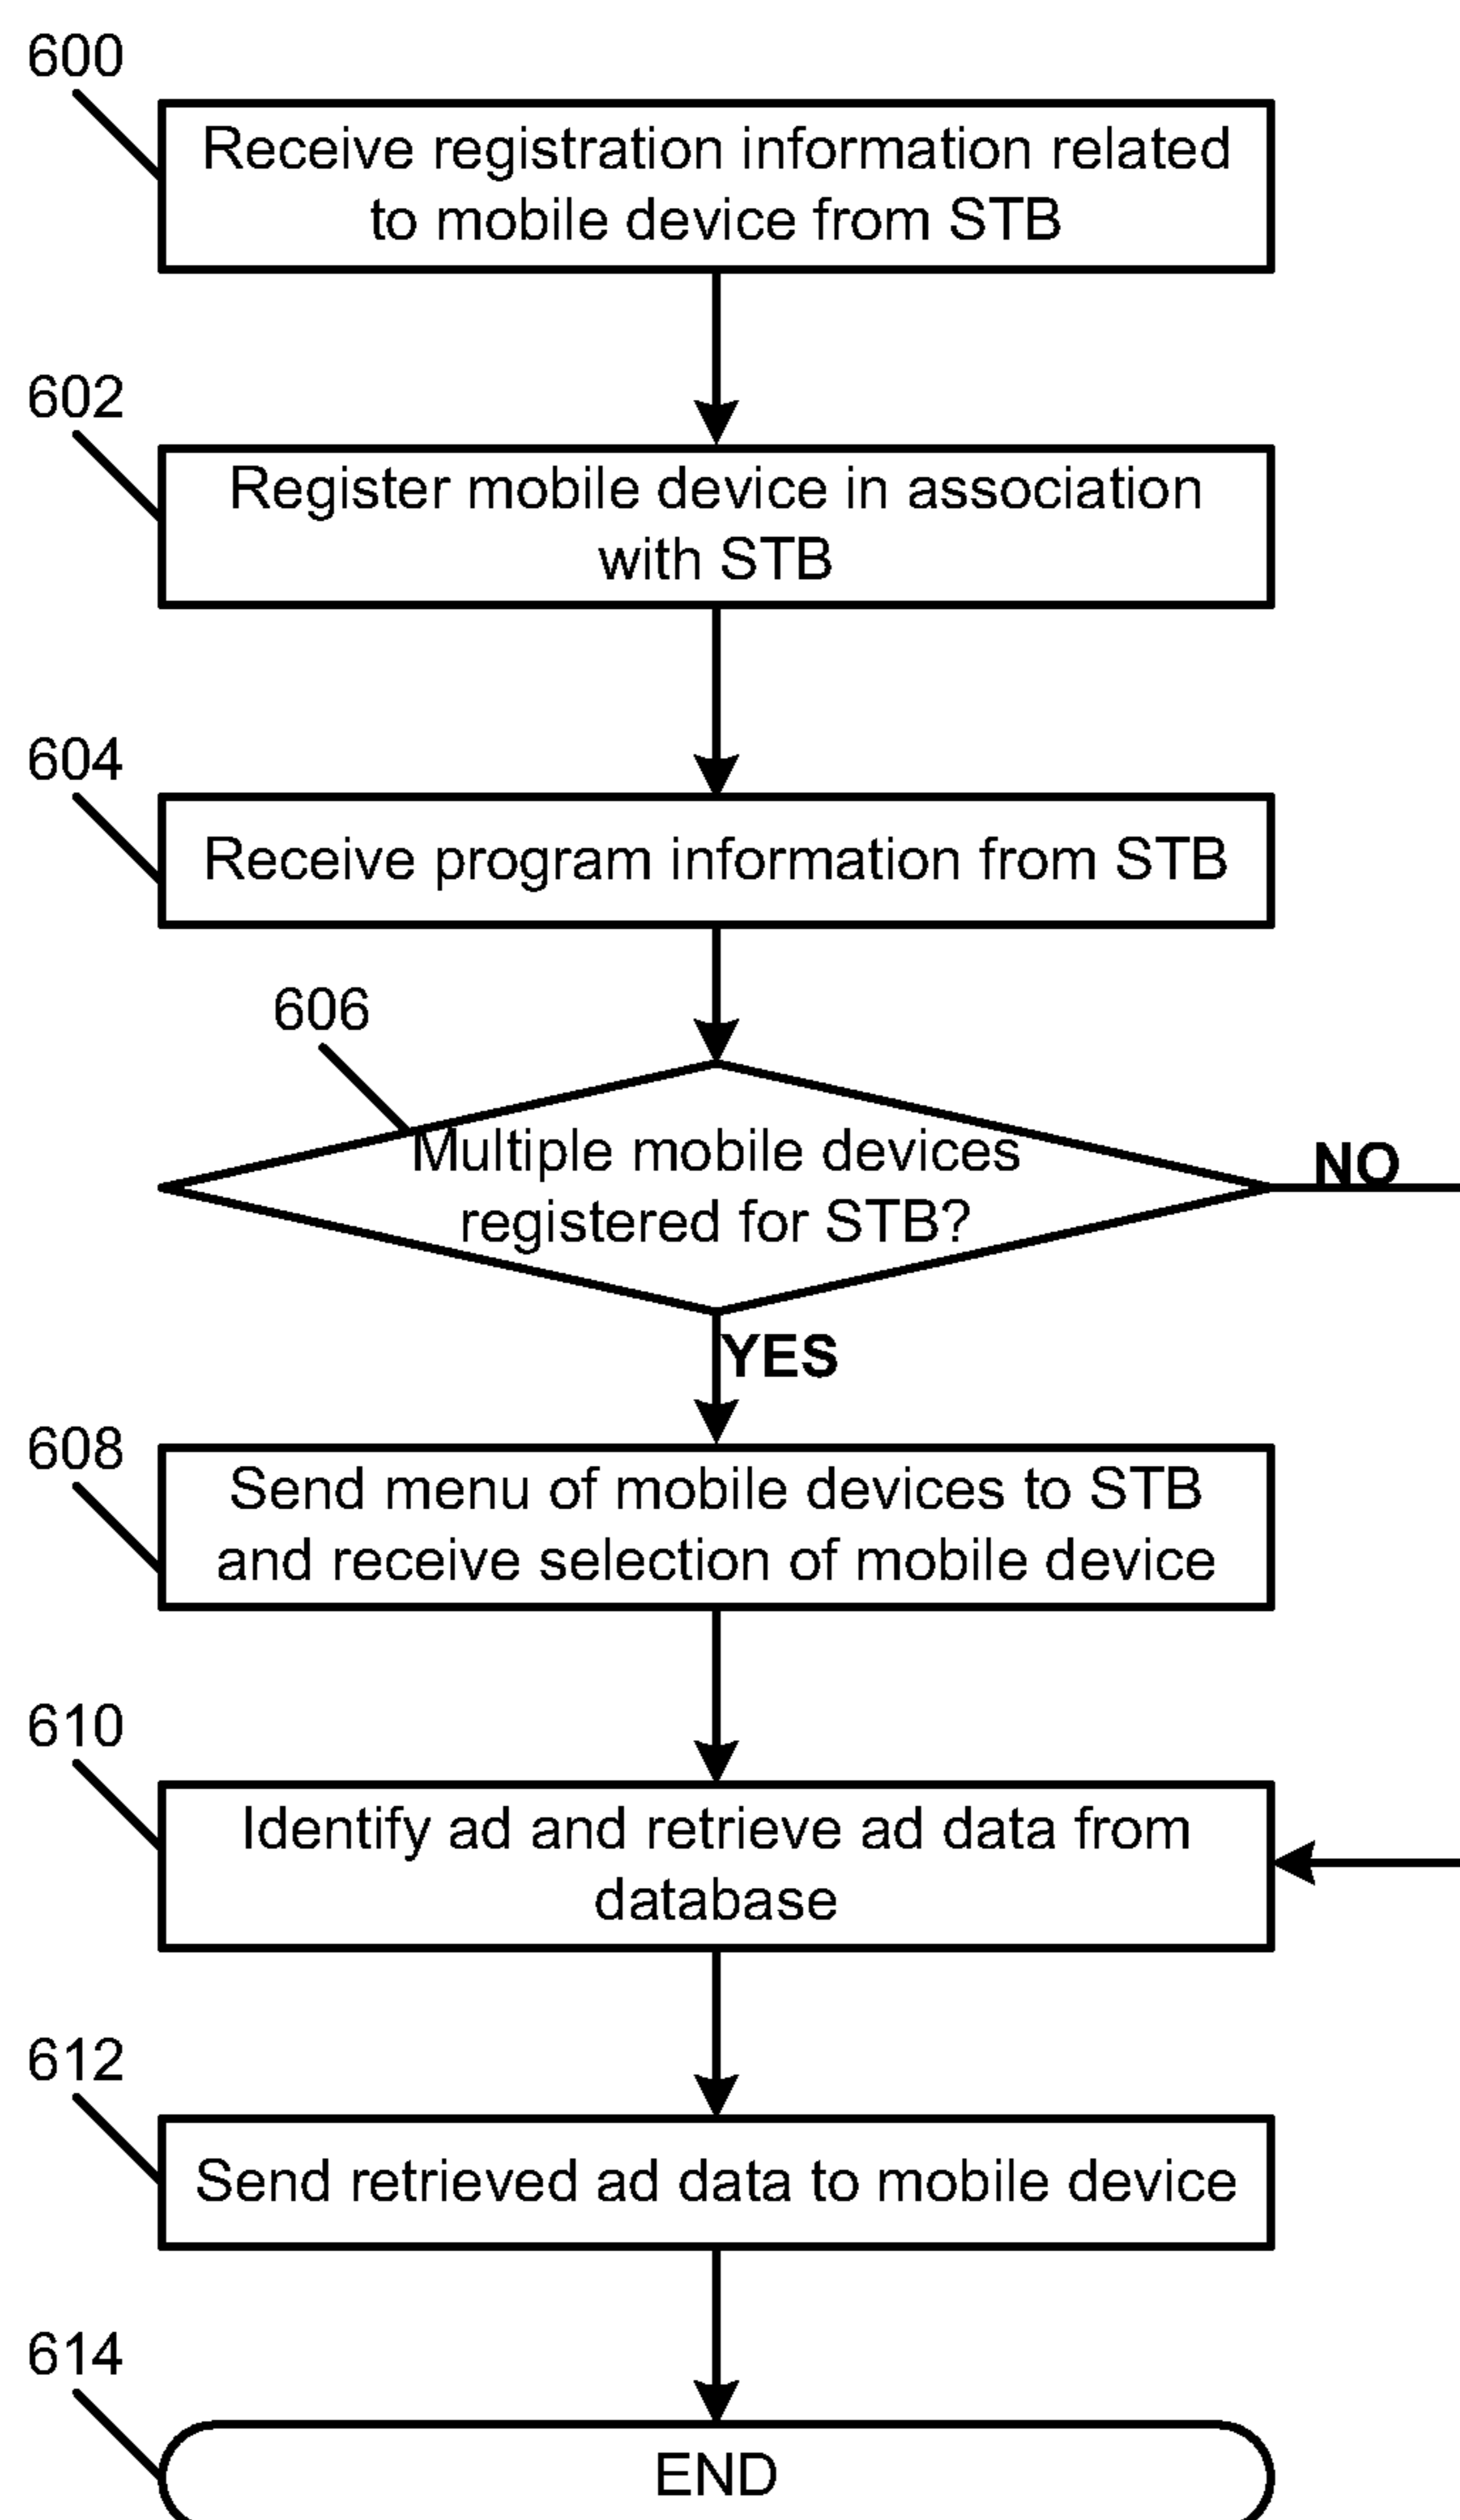 600
Receive registration information related
to mobile device from STB
602
Register mobile device in association
with STB
604
Receive program information from STB
606
Multiple mobile devices
registered for STB?
NO
YES
608
Send menu of mobile devices to STB
and receive selection of mobile device
610
Identify ad and retrieve ad data from
database
612
Send retrieved ad data to mobile device
614
END